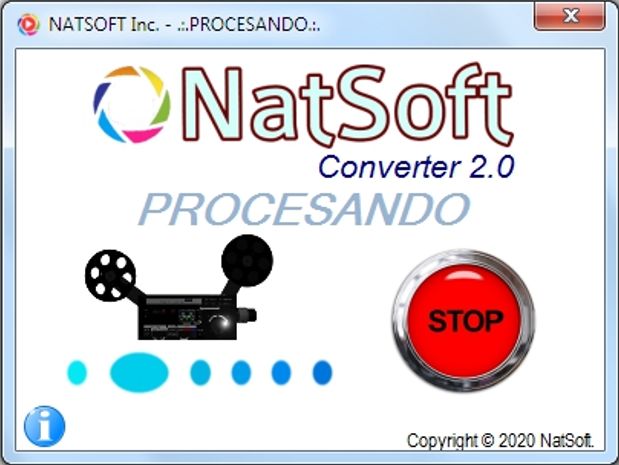 NATSOFT Inc. - .:.PROCESANDO.:.
NatSoft
Converter 2.0
PROCESANDO
STOP
Copyright © 2020 NatSoft.